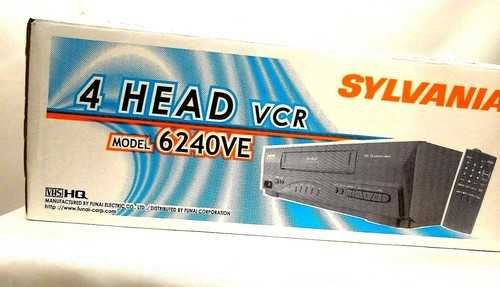 4 HEAD VCR
MODEL 6240VE
SYLVANIA
VHS HQ
MANUFACTURED BY FUNAI ELECTRIC CO., LTD./DISTRIBUTED BY FUNAI CORPORATION
http://www.funai-corp.com